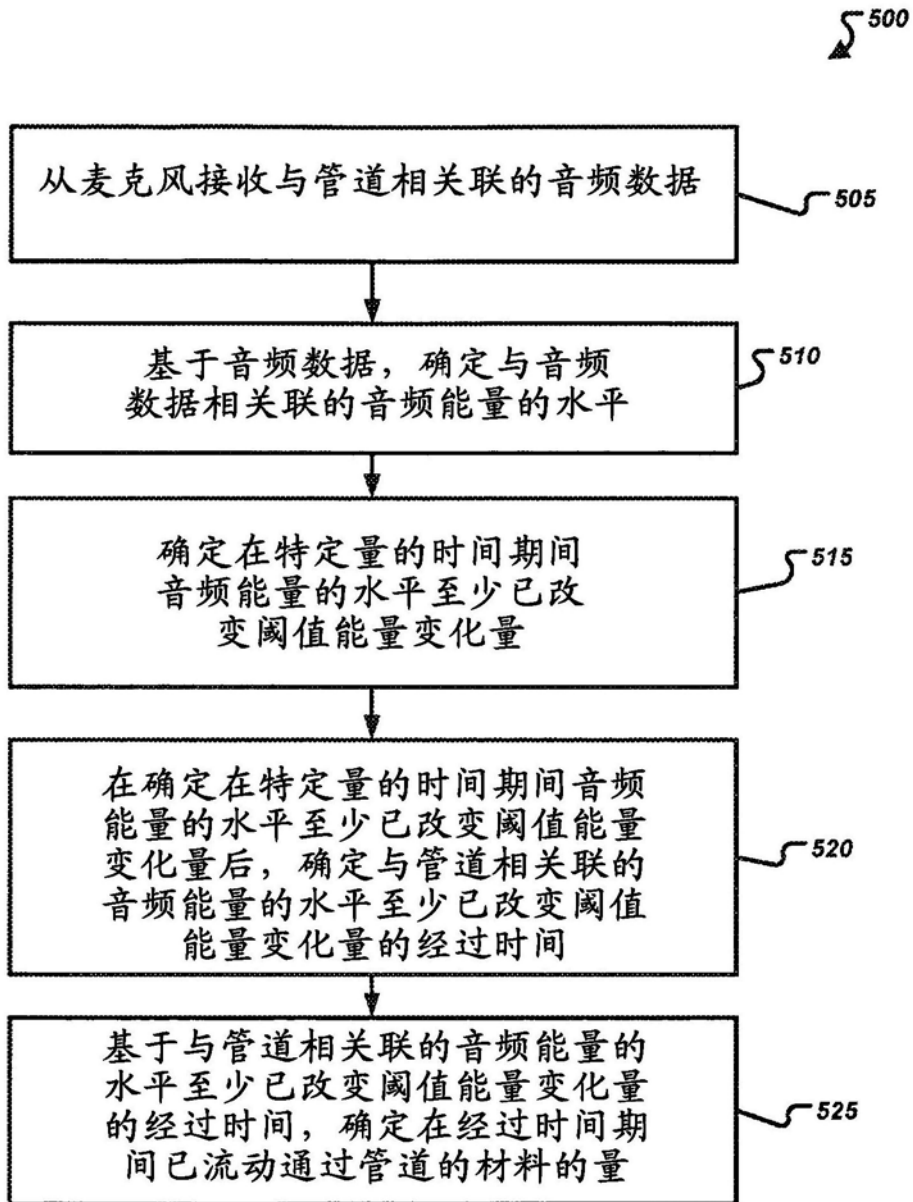 500
从麦克风接收与管道相关联的音频数据
505
基于音频数据，确定与音频
数据相关联的音频能量的水平
510
确定在特定量的时间期间
音频能量的水平至少已改
变阈值能量变化量
515
在确定在特定量的时间期间音频
能量的水平至少已改变阈值能量
变化量后，确定与管道相关联的
音频能量的水平至少已改变阈值
能量变化量的经过时间
520
基于与管道相关联的音频能量的
水平至少已改变阈值能量变化量
的经过时间，确定在经过时间期
间已流动通过管道的材料的量
525